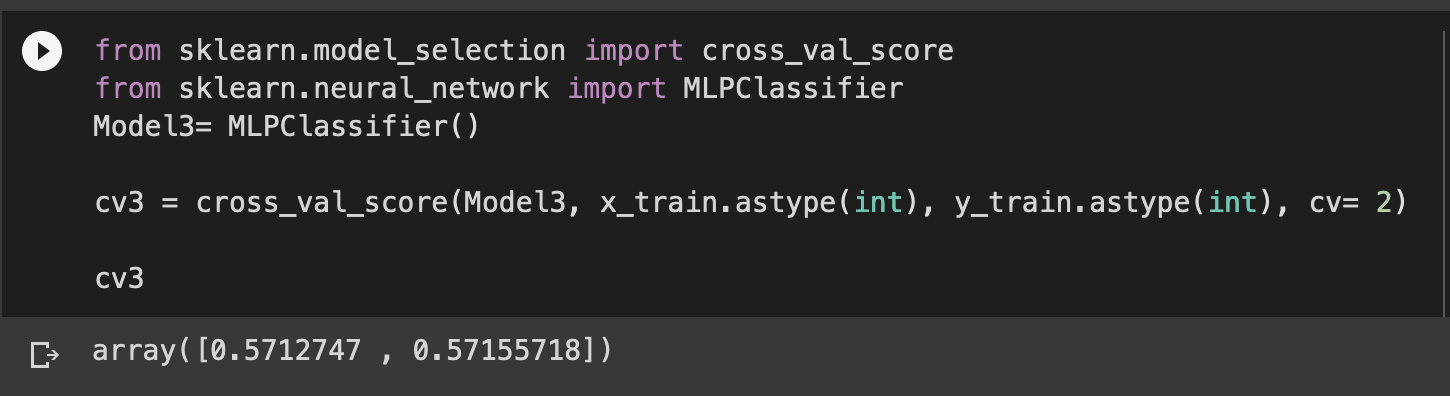 from sklearn.model_selection import cross_val_score
from sklearn.neural_network import MLPClassifier
Model3= MLPClassifier()
cv3 = cross_val_score(Model3, x_train.astype(int), y_train.astype(int), cv= 2)
cv3
array([0.5712747 , 0.57155718])